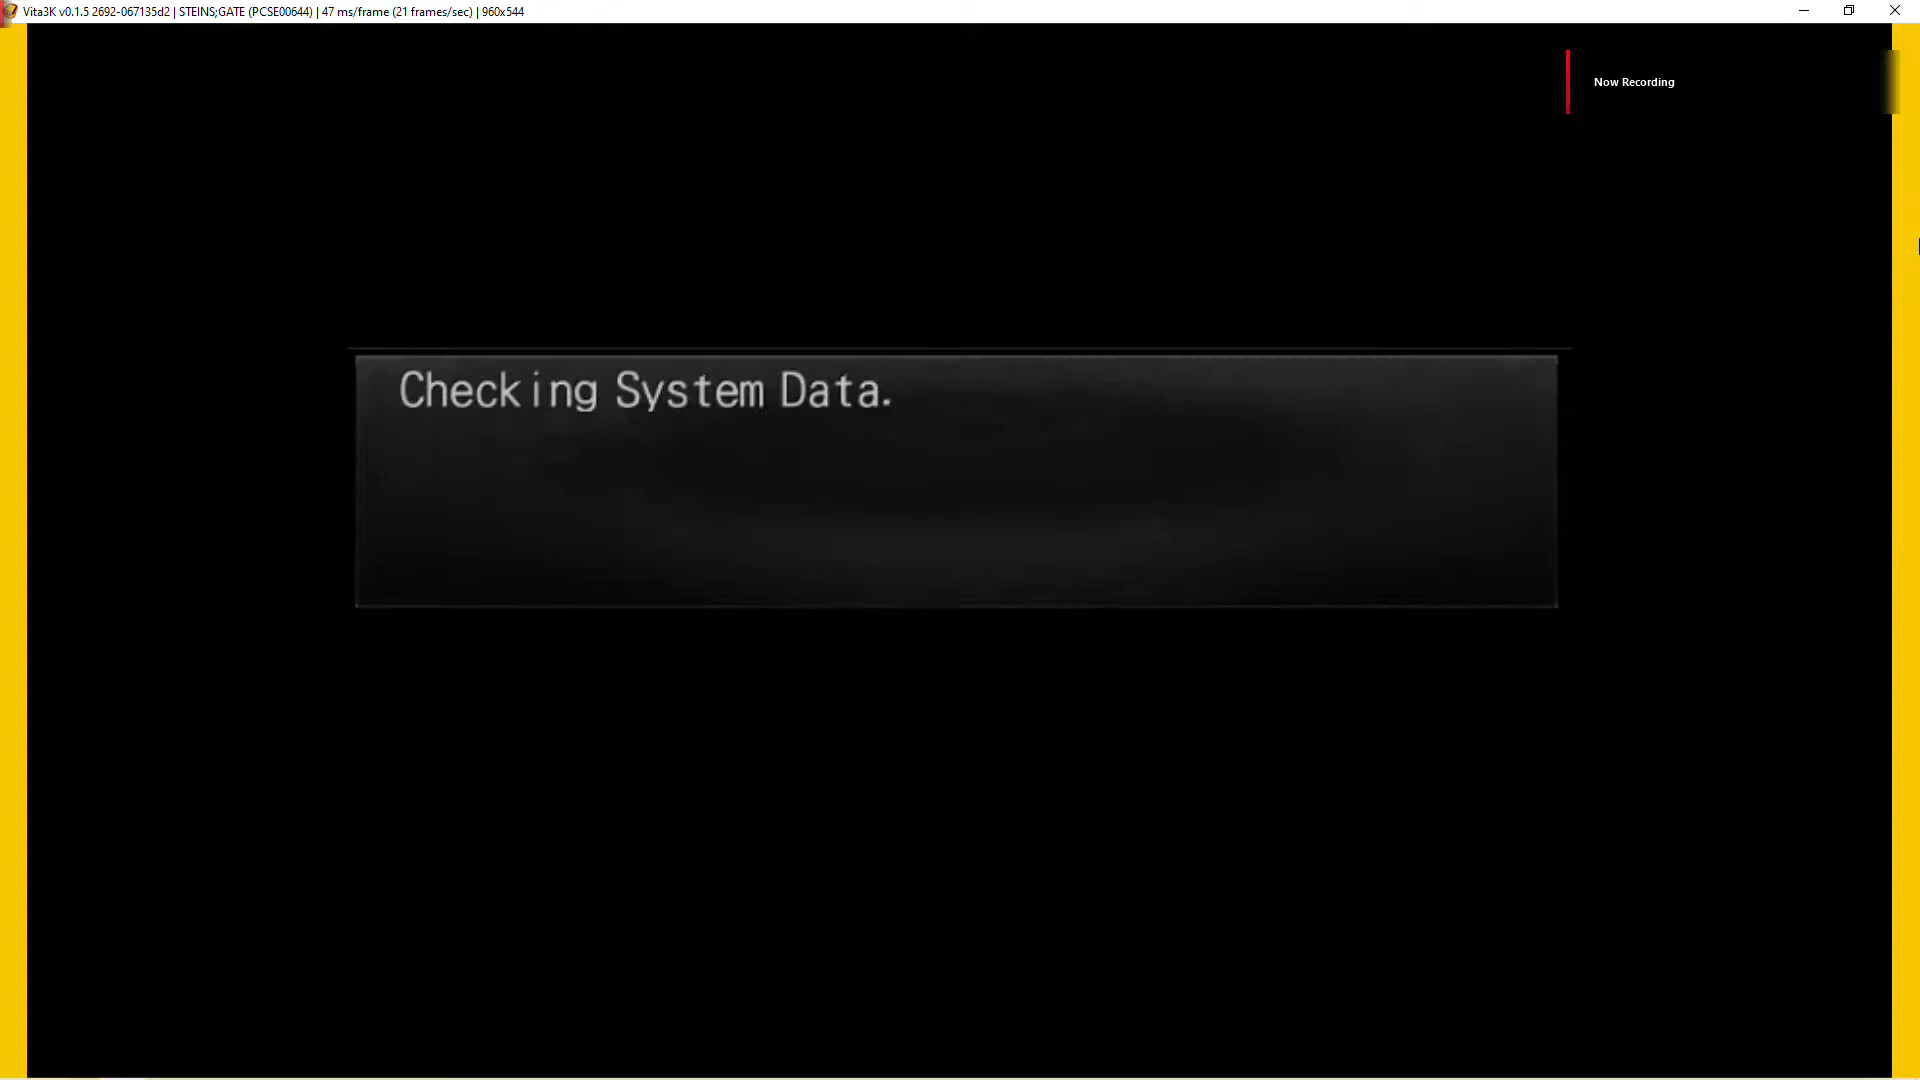 Vita3K v0.1.5 2692-067135d2 | STEINS;GATE (PCSE00644) | 47 ms/frame (21 frames/sec) | 960x544
Now Recording
Checking System Data.